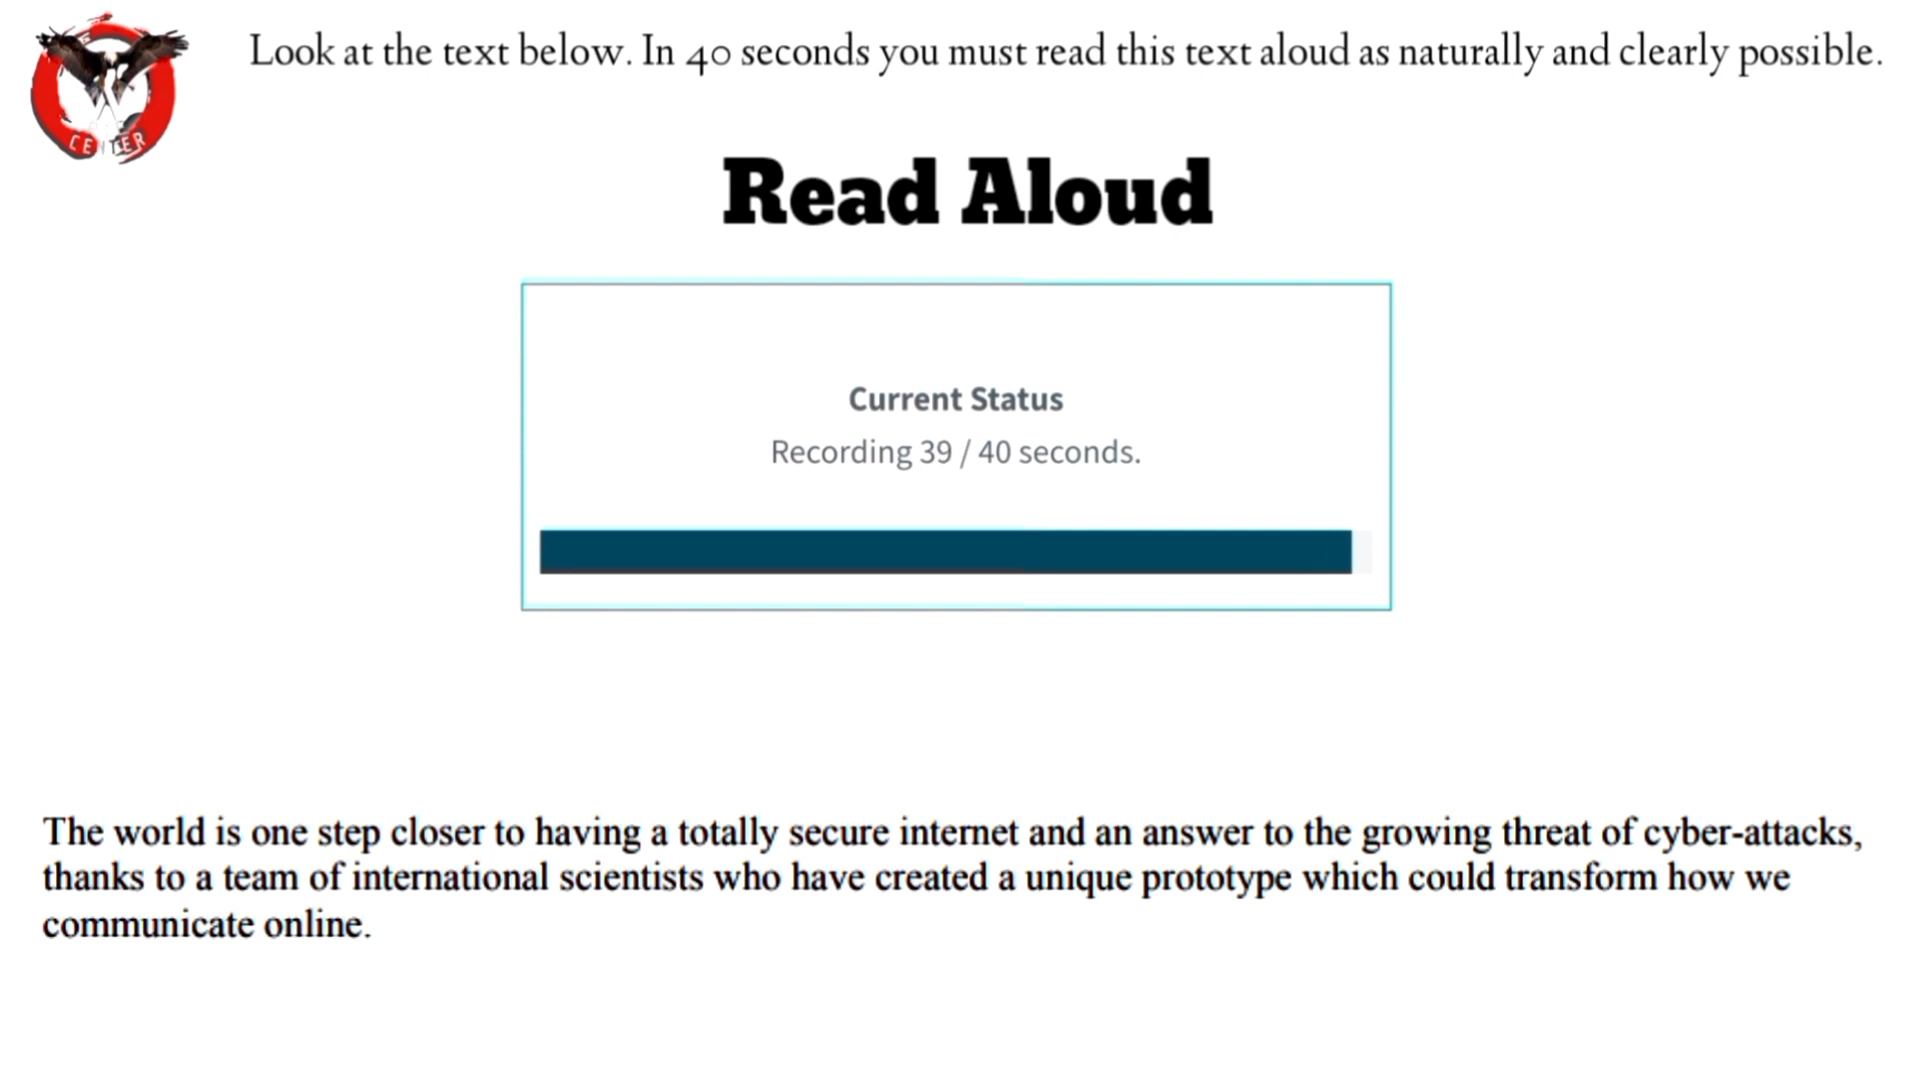 Look at the text below. In 40 seconds you must read this text aloud as naturally and clearly possible.
CENTER
Read Aloud
Current Status
Recording 39 / 40 seconds.
The world is one step closer to having a totally secure internet and an answer to the growing threat of cyber-attacks,
thanks to a team of international scientists who have created a unique prototype which could transform how we
communicate online.